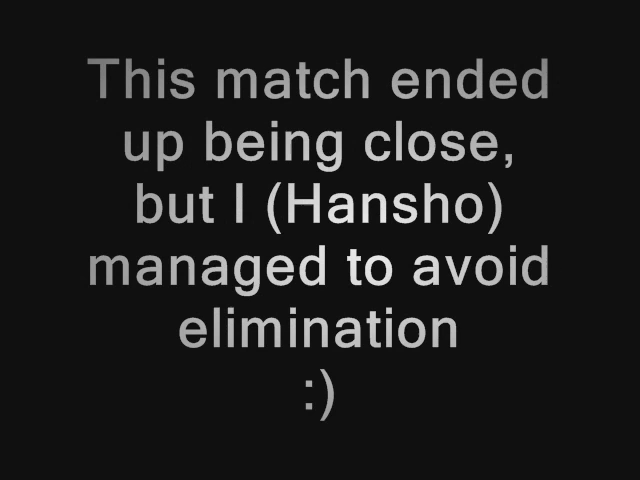 This match ended
up being close,
but I (Hansho)
managed to avoid
elimination
:)